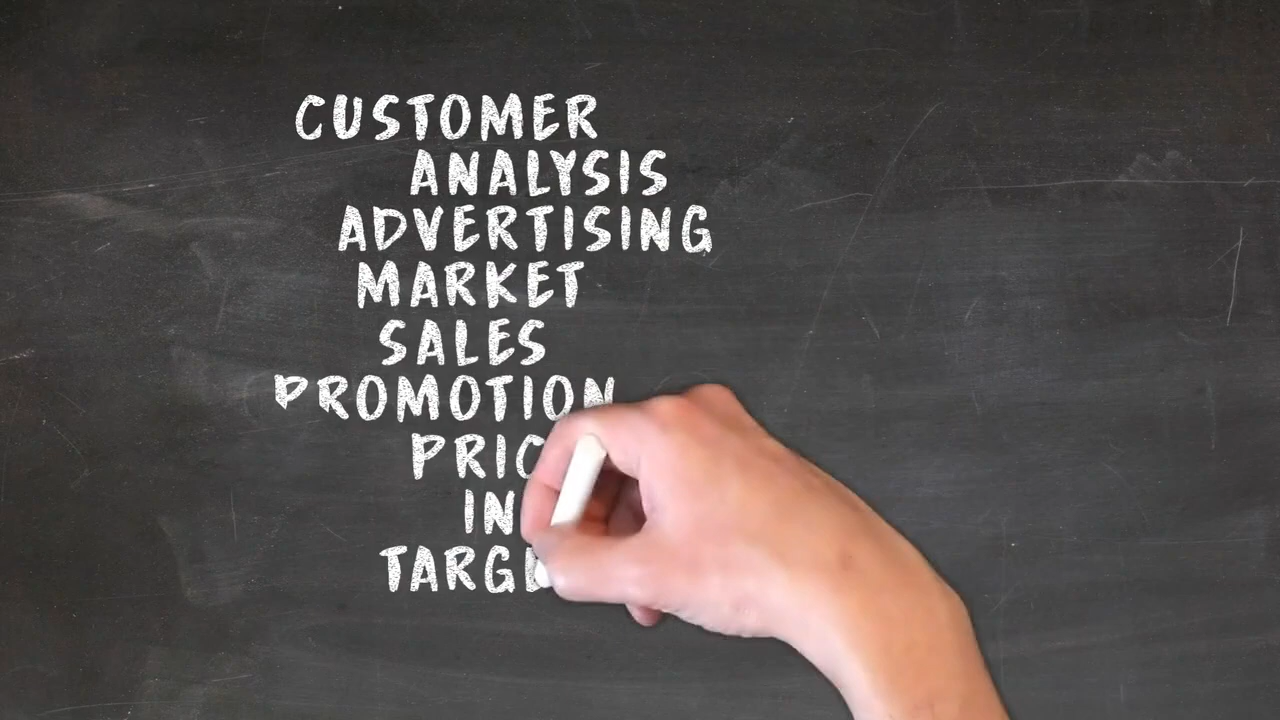 CUSTOMER
ANALYSIS
ADVERTISING
MARKET
SALES
PROMOTION